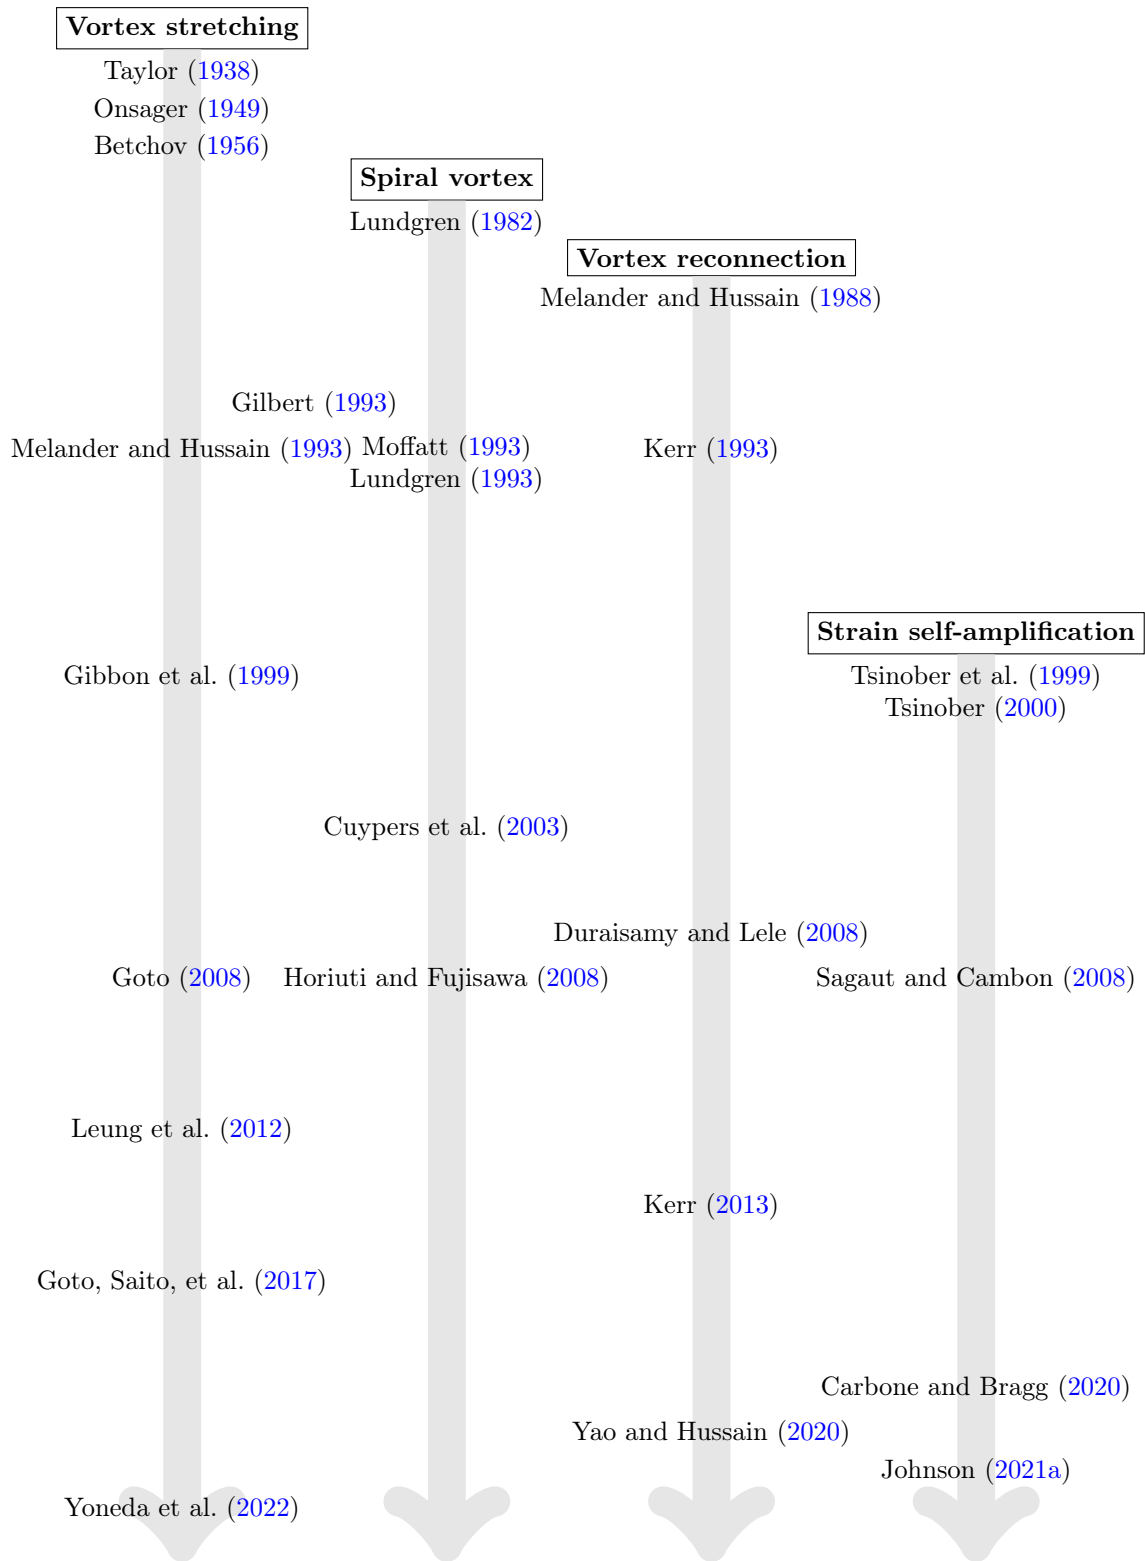 Vortex stretching
Taylor (1938)
Onsager (1949)
Betchov (1956)
Spiral vortex
Lundgren (1982)
Vortex reconnection
Melander and Hussain (1988)
Gilbert (1993)
Melander and Hussain (1993)
Moffatt (1993)
Kerr (1993)
Lundgren (1993)
Strain self-amplification
Gibbon et al. (1999)
Tsinober et al. (1999)
Tsinober (2000)
Cuypers et al. (2003)
Duraisamy and Lele (2008)
Goto (2008)
Horiuti and Fujisawa (2008)
Sagaut and Cambon (2008)
Leung et al. (2012)
Kerr (2013)
Goto, Saito, et al. (2017)
Carbone and Bragg (2020)
Yao and Hussain (2020)
Johnson (2021a)
Yoneda et al. (2022)